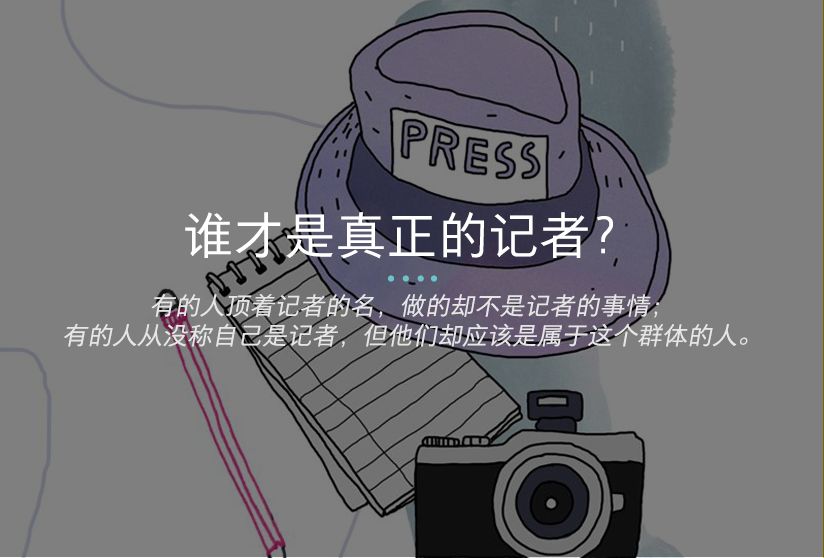 PRESS
谁才是真正的记者?
有的人顶着记者的名，做的却不是记者的事情；
有的人从没称自己是记者，但他们却应该是属于这个群体的人。